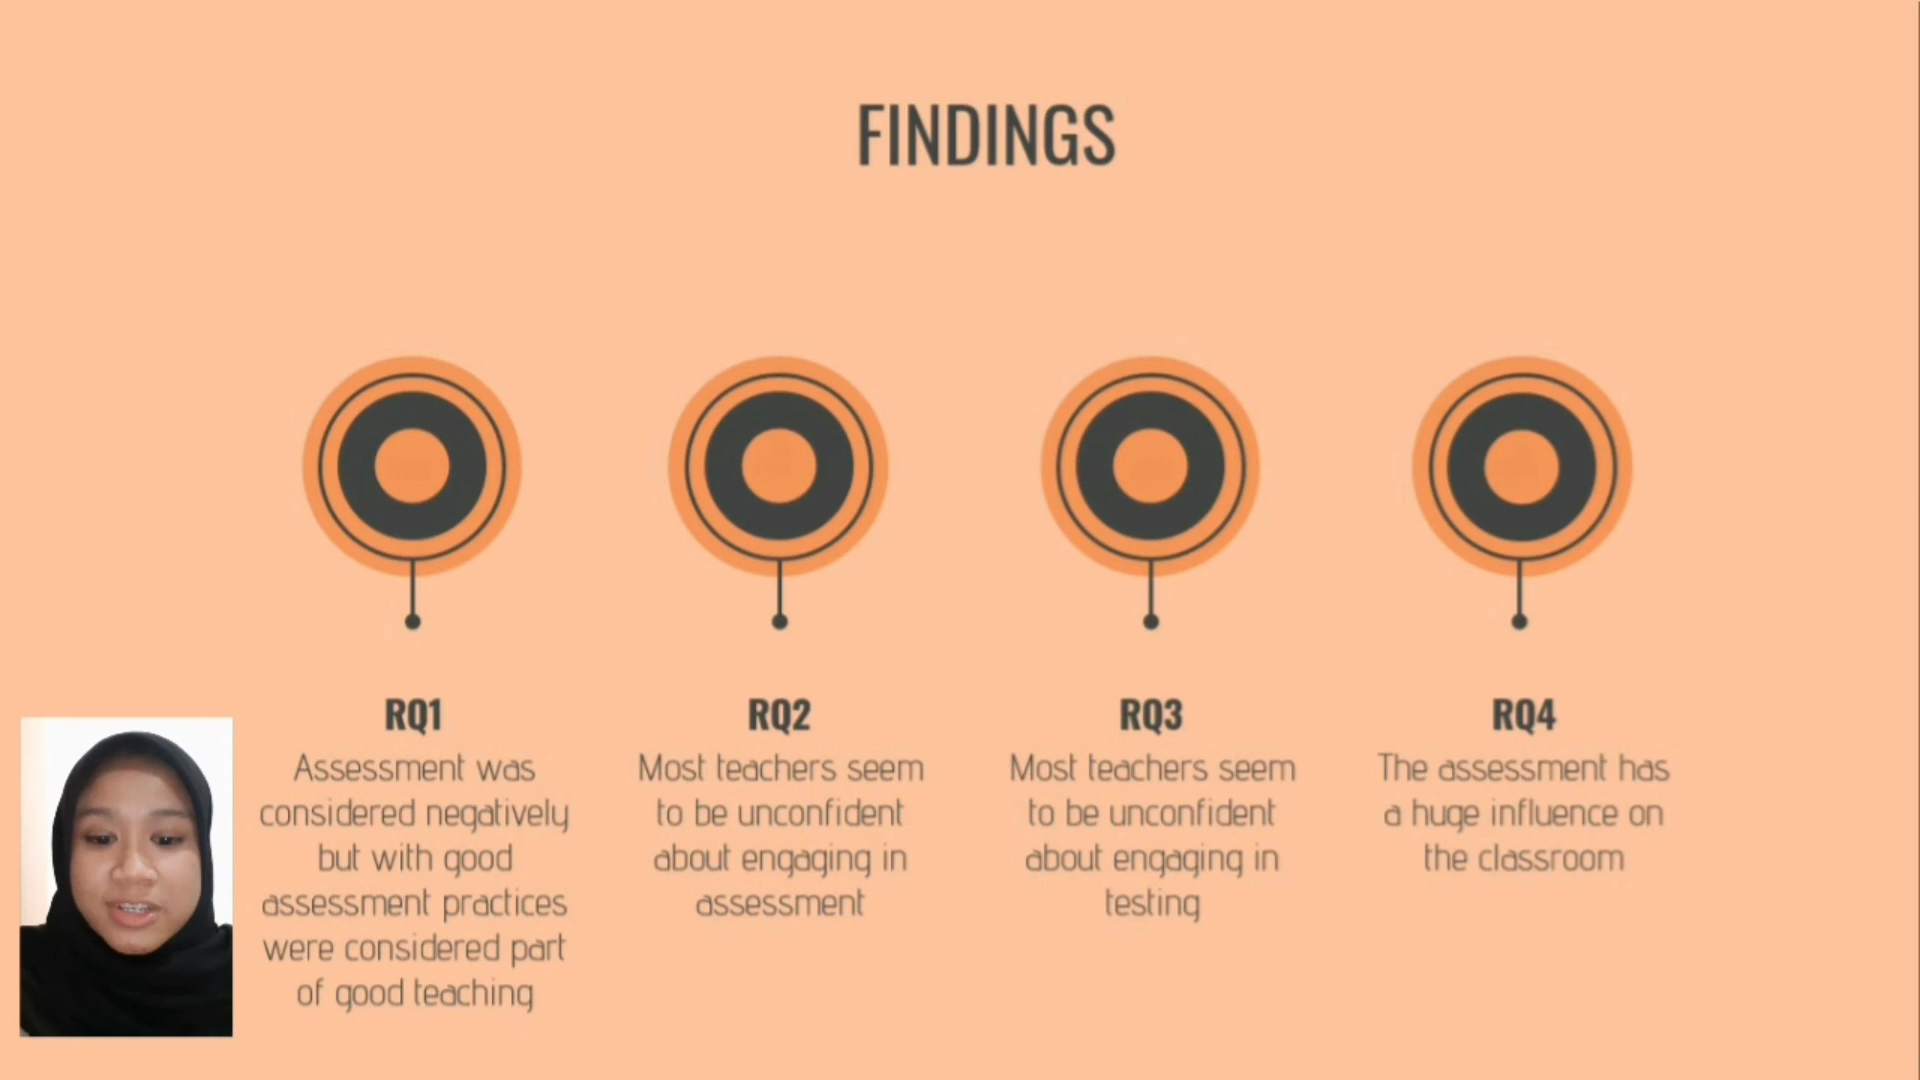 FINDINGS
RQ1
Assessment was
considered negatively
but with good
assessment practices
were considered part
of good teaching
RQ2
Most teachers seem
to be unconfident
about engaging in
assessment
RQ3
Most teachers seem
to be unconfident
about engaging in
testing
RQ4
The assessment has
a huge influence on
the classroom